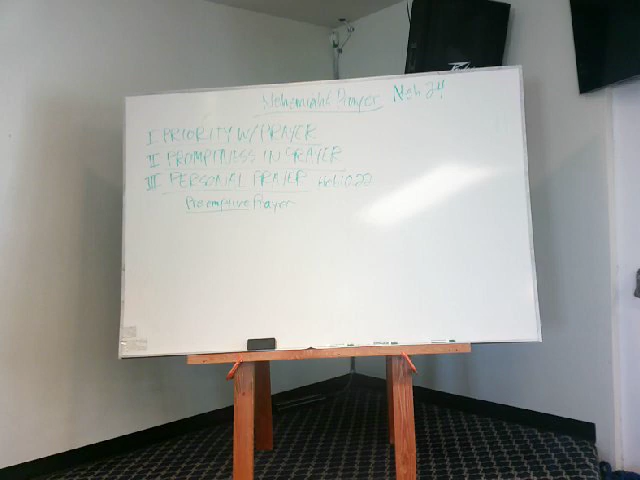 Nehemiah's Prayer Neh 2:4
I PRIORITY W/ PRAYER
II PROMPTNESS IN PRAYER
III PERSONAL PRAYER
Preemptive Prayer